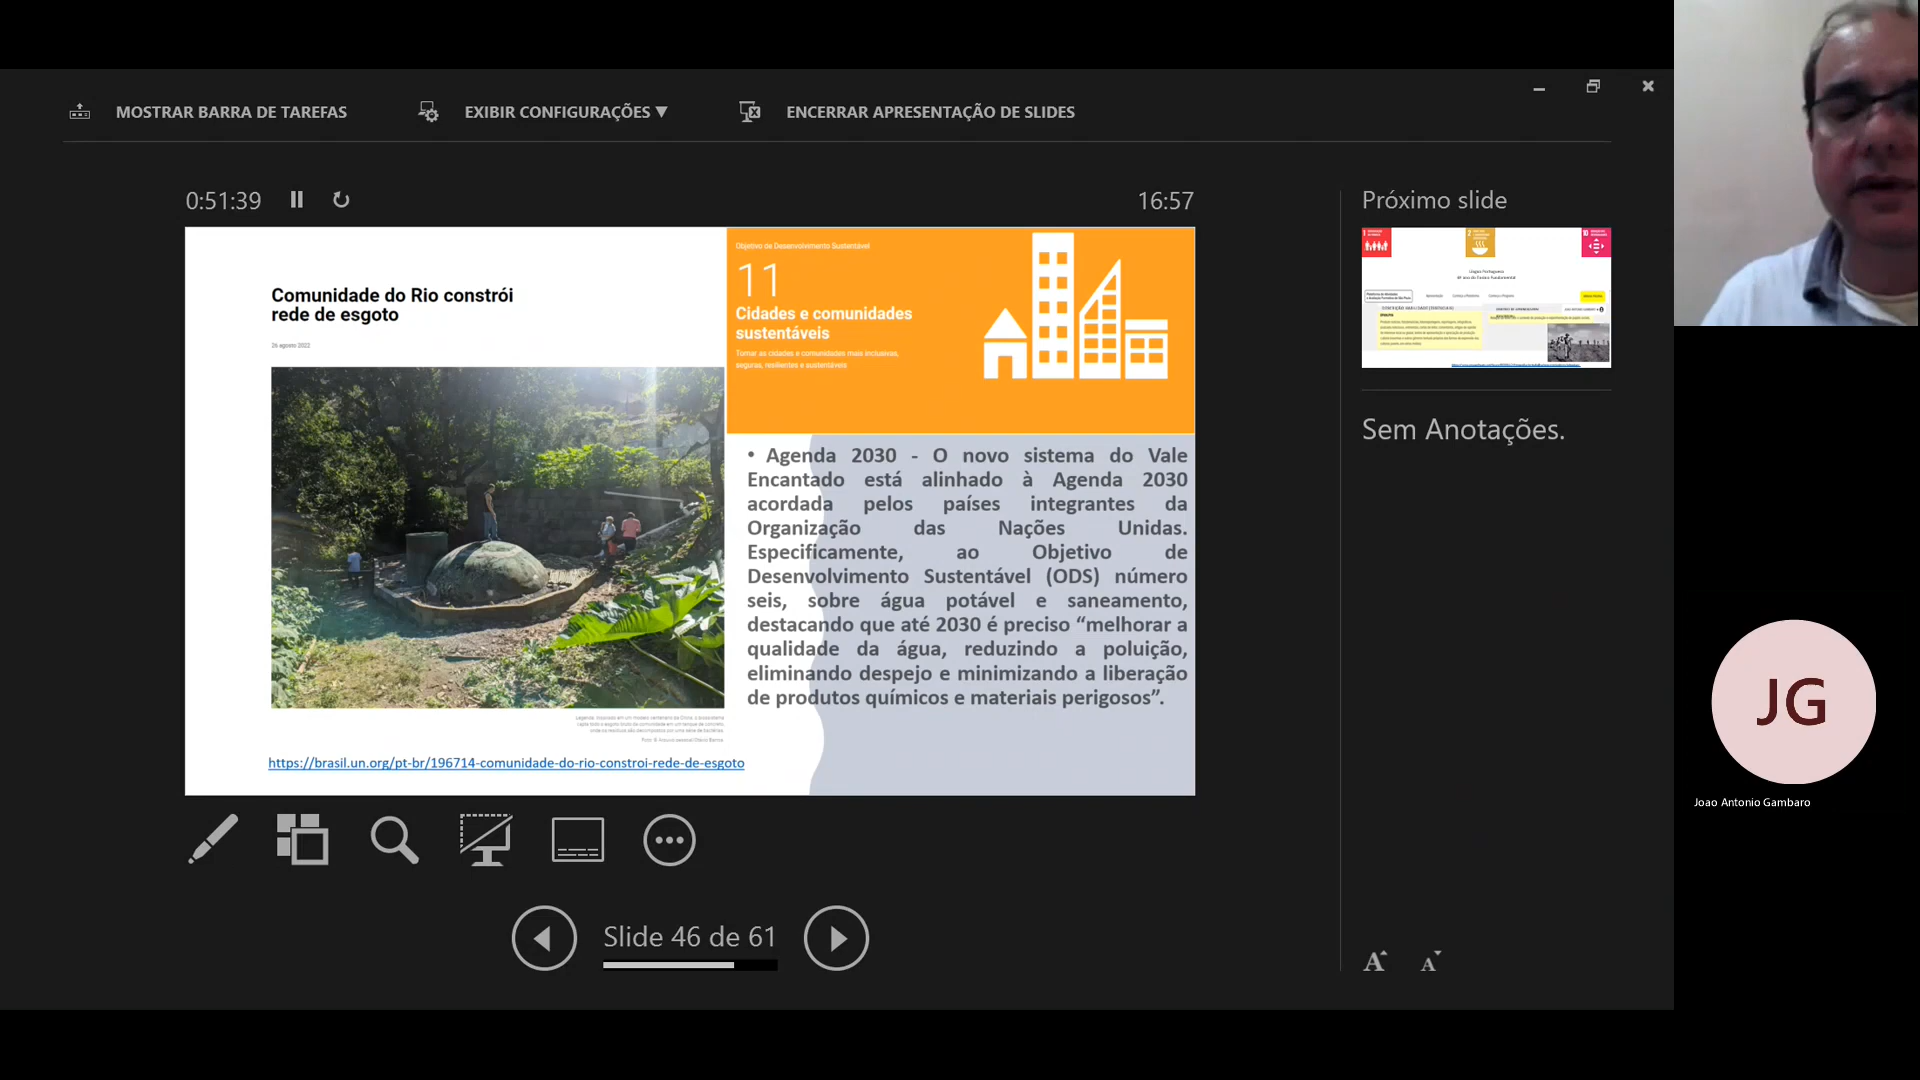 MOSTRAR BARRA DE TAREFAS
EXIBIR CONFIGURAÇÕES ▼
ENCERRAR APRESENTAÇÃO DE SLIDES
0:51:39
16:57
Comunidade do Rio constrói
rede de esgoto
26 agosto 2022
Objetivo de Desenvolvimento Sustentável
11
Cidades e comunidades
sustentáveis
Tornar as cidades e comunidades mais inclusivas,
seguras, resilientes e sustentáveis
• Agenda 2030 - O novo sistema do Vale
Encantado está alinhado à Agenda 2030
acordada pelos países integrantes da
Organização das Nações Unidas.
Especificamente, ao Objetivo de
Desenvolvimento Sustentável (ODS) número
seis, sobre água potável e saneamento,
destacando que até 2030 é preciso “melhorar a
qualidade da água, reduzindo a poluição,
eliminando despejo e minimizando a liberação
de produtos químicos e materiais perigosos”.
https://brasil.un.org/pt-br/196714-comunidade-do-rio-constroi-rede-de-esgoto
Slide 46 de 61
Próximo slide
Língua Portuguesa
Sem Anotações.
A
A
JG
Joao Antonio Gambaro